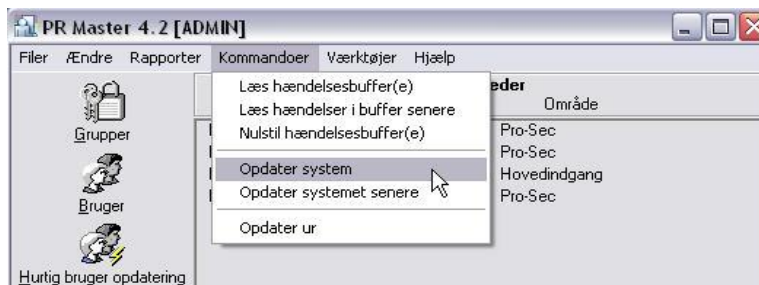 PR Master 4.2 [ADMIN]
Filer Ændre Rapporter Kommandoer Værktøjer Hjælp
Læs hændelsesbuffer(e)
Læs hændelser i buffer senere
Nulstil hændelsesbuffer(e)
Opdater system
Opdater systemet senere
Opdater ur
Grupper
Bruger
Hurtig bruger opdatering
eder
Område
Pro-Sec
Pro-Sec
Hovedindgang
Pro-Sec